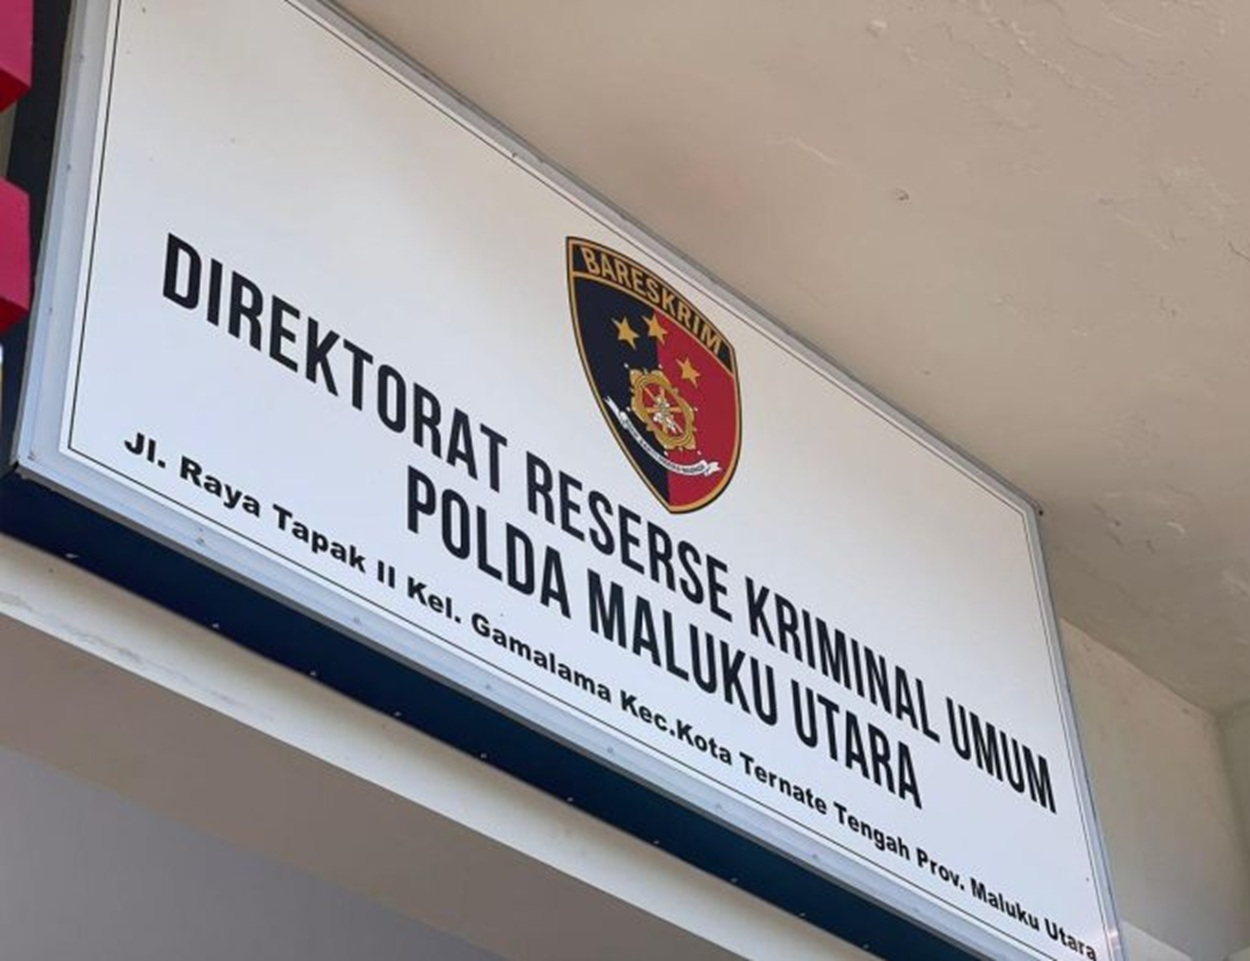 BARESKRIM
DIREKTORAT RESERSE KRIMINAL UMUM
POLDA MALUKU UTARA
Jl. Raya Tapak II Kel. Gamalama Kec.Kota Ternate Tengah Prov. Maluku Utara